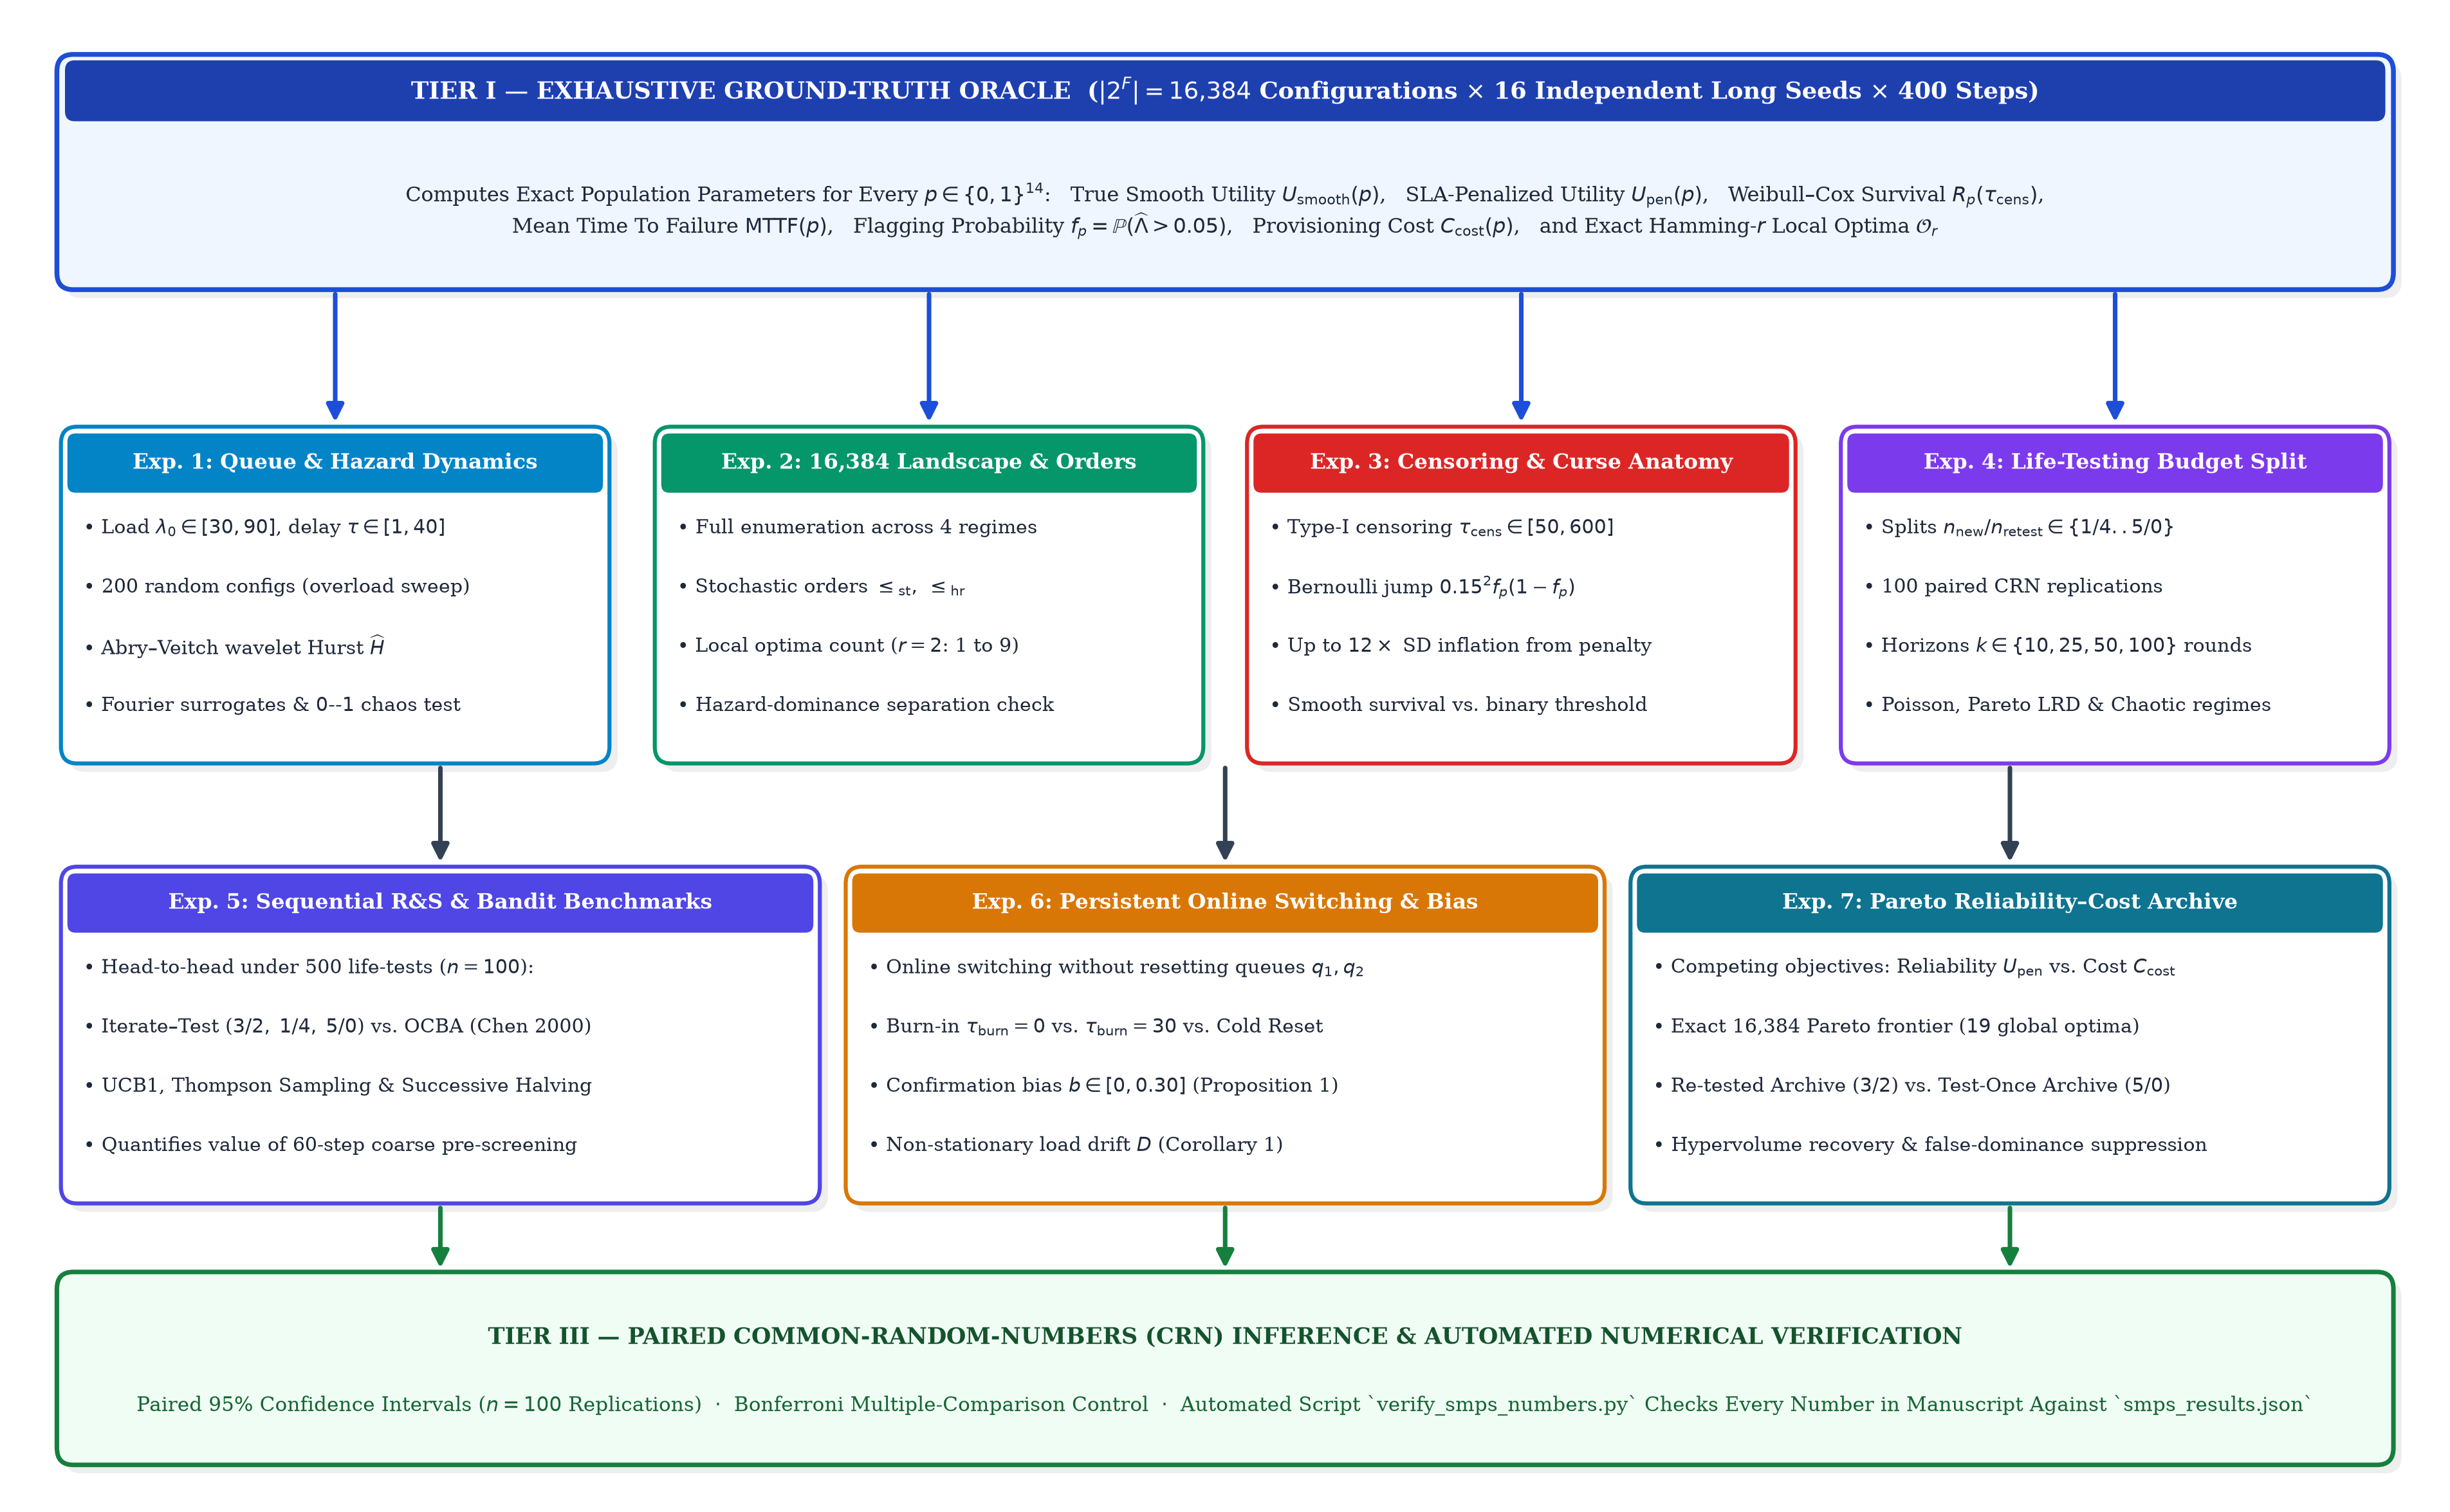 TIER I — EXHAUSTIVE GROUND-TRUTH ORACLE (|2^F| = 16,384 Configurations × 16 Independent Long Seeds × 400 Steps)
Computes Exact Population Parameters for Every p ∈ {0, 1}^14: True Smooth Utility U_smooth(p), SLA-Penalized Utility U_pen(p), Weibull–Cox Survival R_p(τ_cens),
Mean Time To Failure MTTF(p), Flagging Probability f_p = ℙ(Λ̂ > 0.05), Provisioning Cost C_cost(p), and Exact Hamming-r Local Optima 𝒪_r
Exp. 1: Queue & Hazard Dynamics
• Load λ₀ ∈ [30, 90], delay τ ∈ [1, 40]
• 200 random configs (overload sweep)
• Abry–Veitch wavelet Hurst Ĥ
• Fourier surrogates & 0--1 chaos test
Exp. 2: 16,384 Landscape & Orders
• Full enumeration across 4 regimes
• Stochastic orders ≤_st, ≤_hr
• Local optima count (r = 2: 1 to 9)
• Hazard-dominance separation check
Exp. 3: Censoring & Curse Anatomy
• Type-I censoring τ_cens ∈ [50, 600]
• Bernoulli jump 0.15² f_p(1 − f_p)
• Up to 12 × SD inflation from penalty
• Smooth survival vs. binary threshold
Exp. 4: Life-Testing Budget Split
• Splits n_new/n_retest ∈ {1/4. . 5/0}
• 100 paired CRN replications
• Horizons k ∈ {10, 25, 50, 100} rounds
• Poisson, Pareto LRD & Chaotic regimes
Exp. 5: Sequential R&S & Bandit Benchmarks
• Head-to-head under 500 life-tests (n = 100):
• Iterate–Test (3/2, 1/4, 5/0) vs. OCBA (Chen 2000)
• UCB1, Thompson Sampling & Successive Halving
• Quantifies value of 60-step coarse pre-screening
Exp. 6: Persistent Online Switching & Bias
• Online switching without resetting queues q₁, q₂
• Burn-in τ_burn = 0 vs. τ_burn = 30 vs. Cold Reset
• Confirmation bias b ∈ [0, 0.30] (Proposition 1)
• Non-stationary load drift D (Corollary 1)
Exp. 7: Pareto Reliability–Cost Archive
• Competing objectives: Reliability U_pen vs. Cost C_cost
• Exact 16,384 Pareto frontier (19 global optima)
• Re-tested Archive (3/2) vs. Test-Once Archive (5/0)
• Hypervolume recovery & false-dominance suppression
TIER III — PAIRED COMMON-RANDOM-NUMBERS (CRN) INFERENCE & AUTOMATED NUMERICAL VERIFICATION
Paired 95% Confidence Intervals (n = 100 Replications) · Bonferroni Multiple-Comparison Control · Automated Script `verify_smps_numbers.py` Checks Every Number in Manuscript Against `smps_results.json`